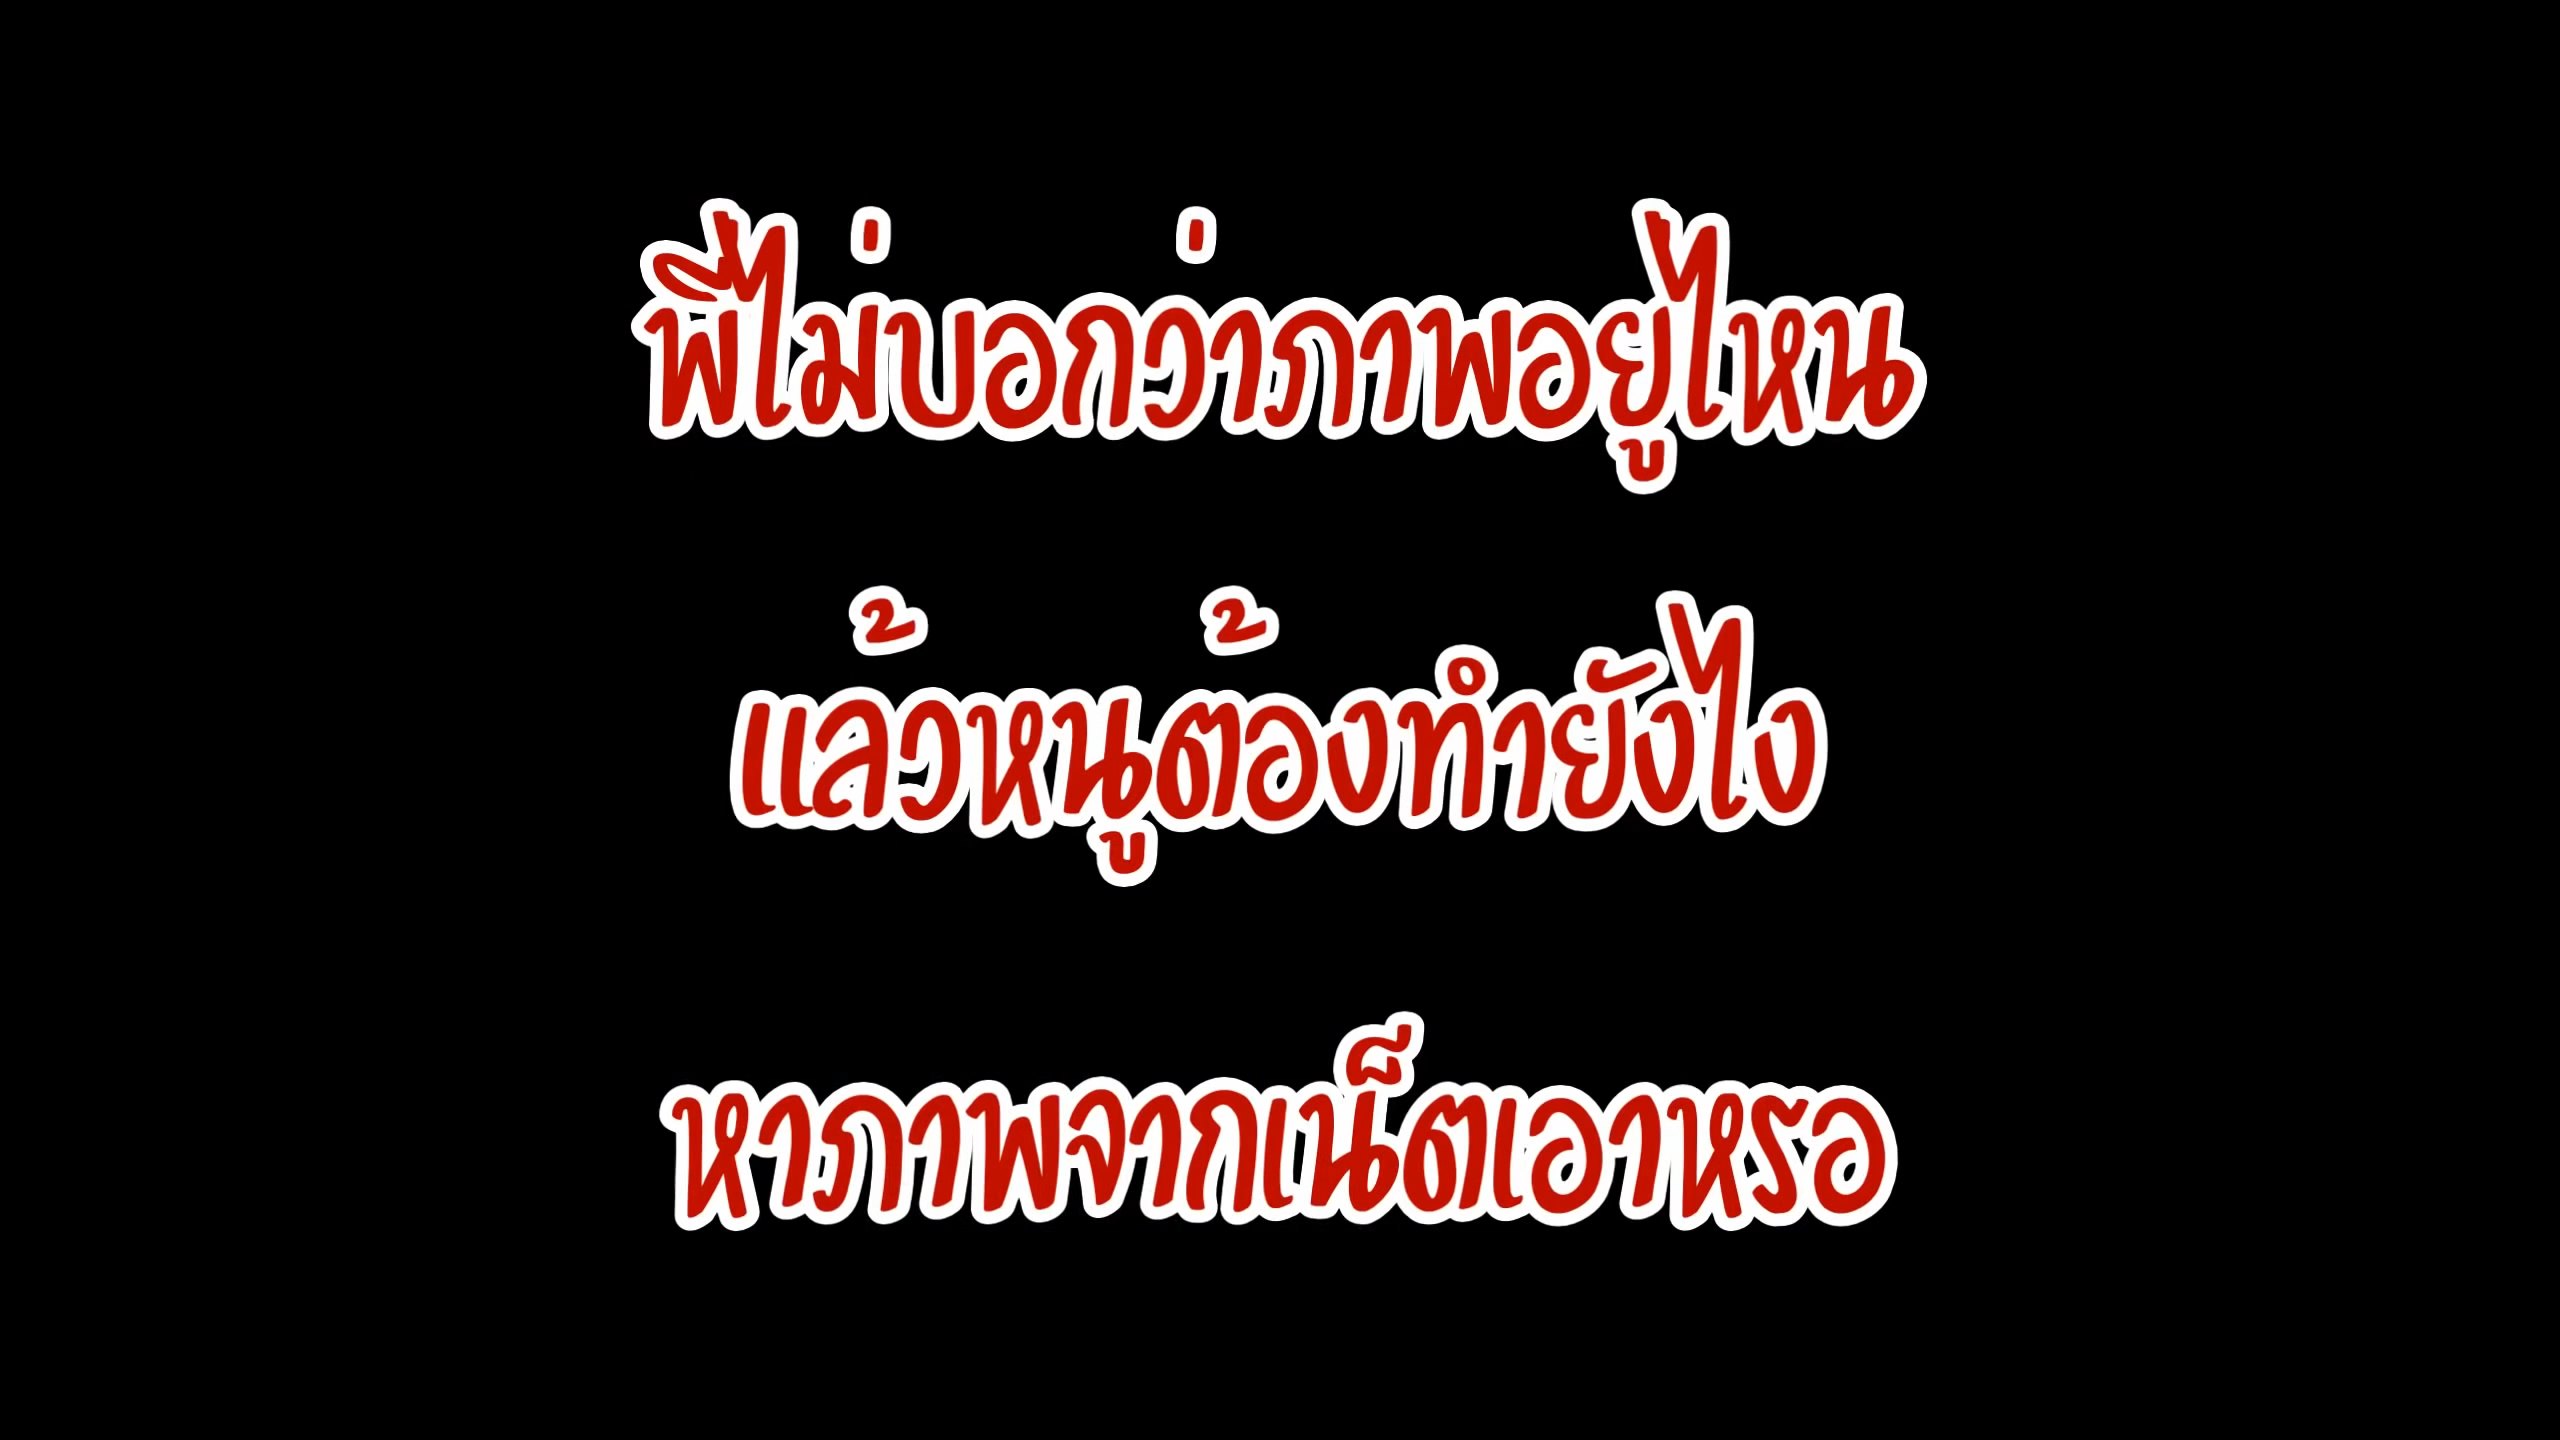 พี่ไม่บอกว่าภาพอยู่ไหน
แล้วหนูต้องทำยังไง
หาภาพจากเน็ตเอาหรอ